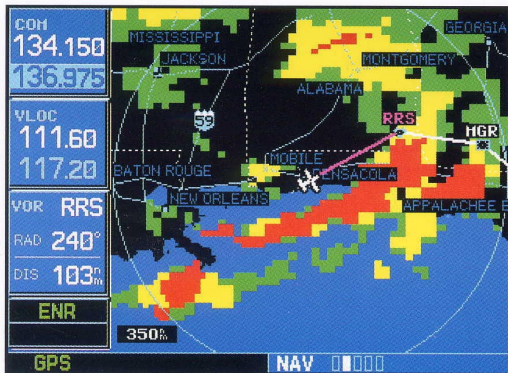 COM
134.150
136.975
VLOC
111.60
117.20
VOR RRS
RAD 240°
DIS 103nm
ENR
GPS
MISSISSIPPI
JACKSON
GEORGIA
MONTGOMERY
ALABAMA
59
RRS
MGR
MOBILE
PENSACOLA
BATON ROUGE
NEW ORLEANS
APPALACHEE B
350nm
NAV